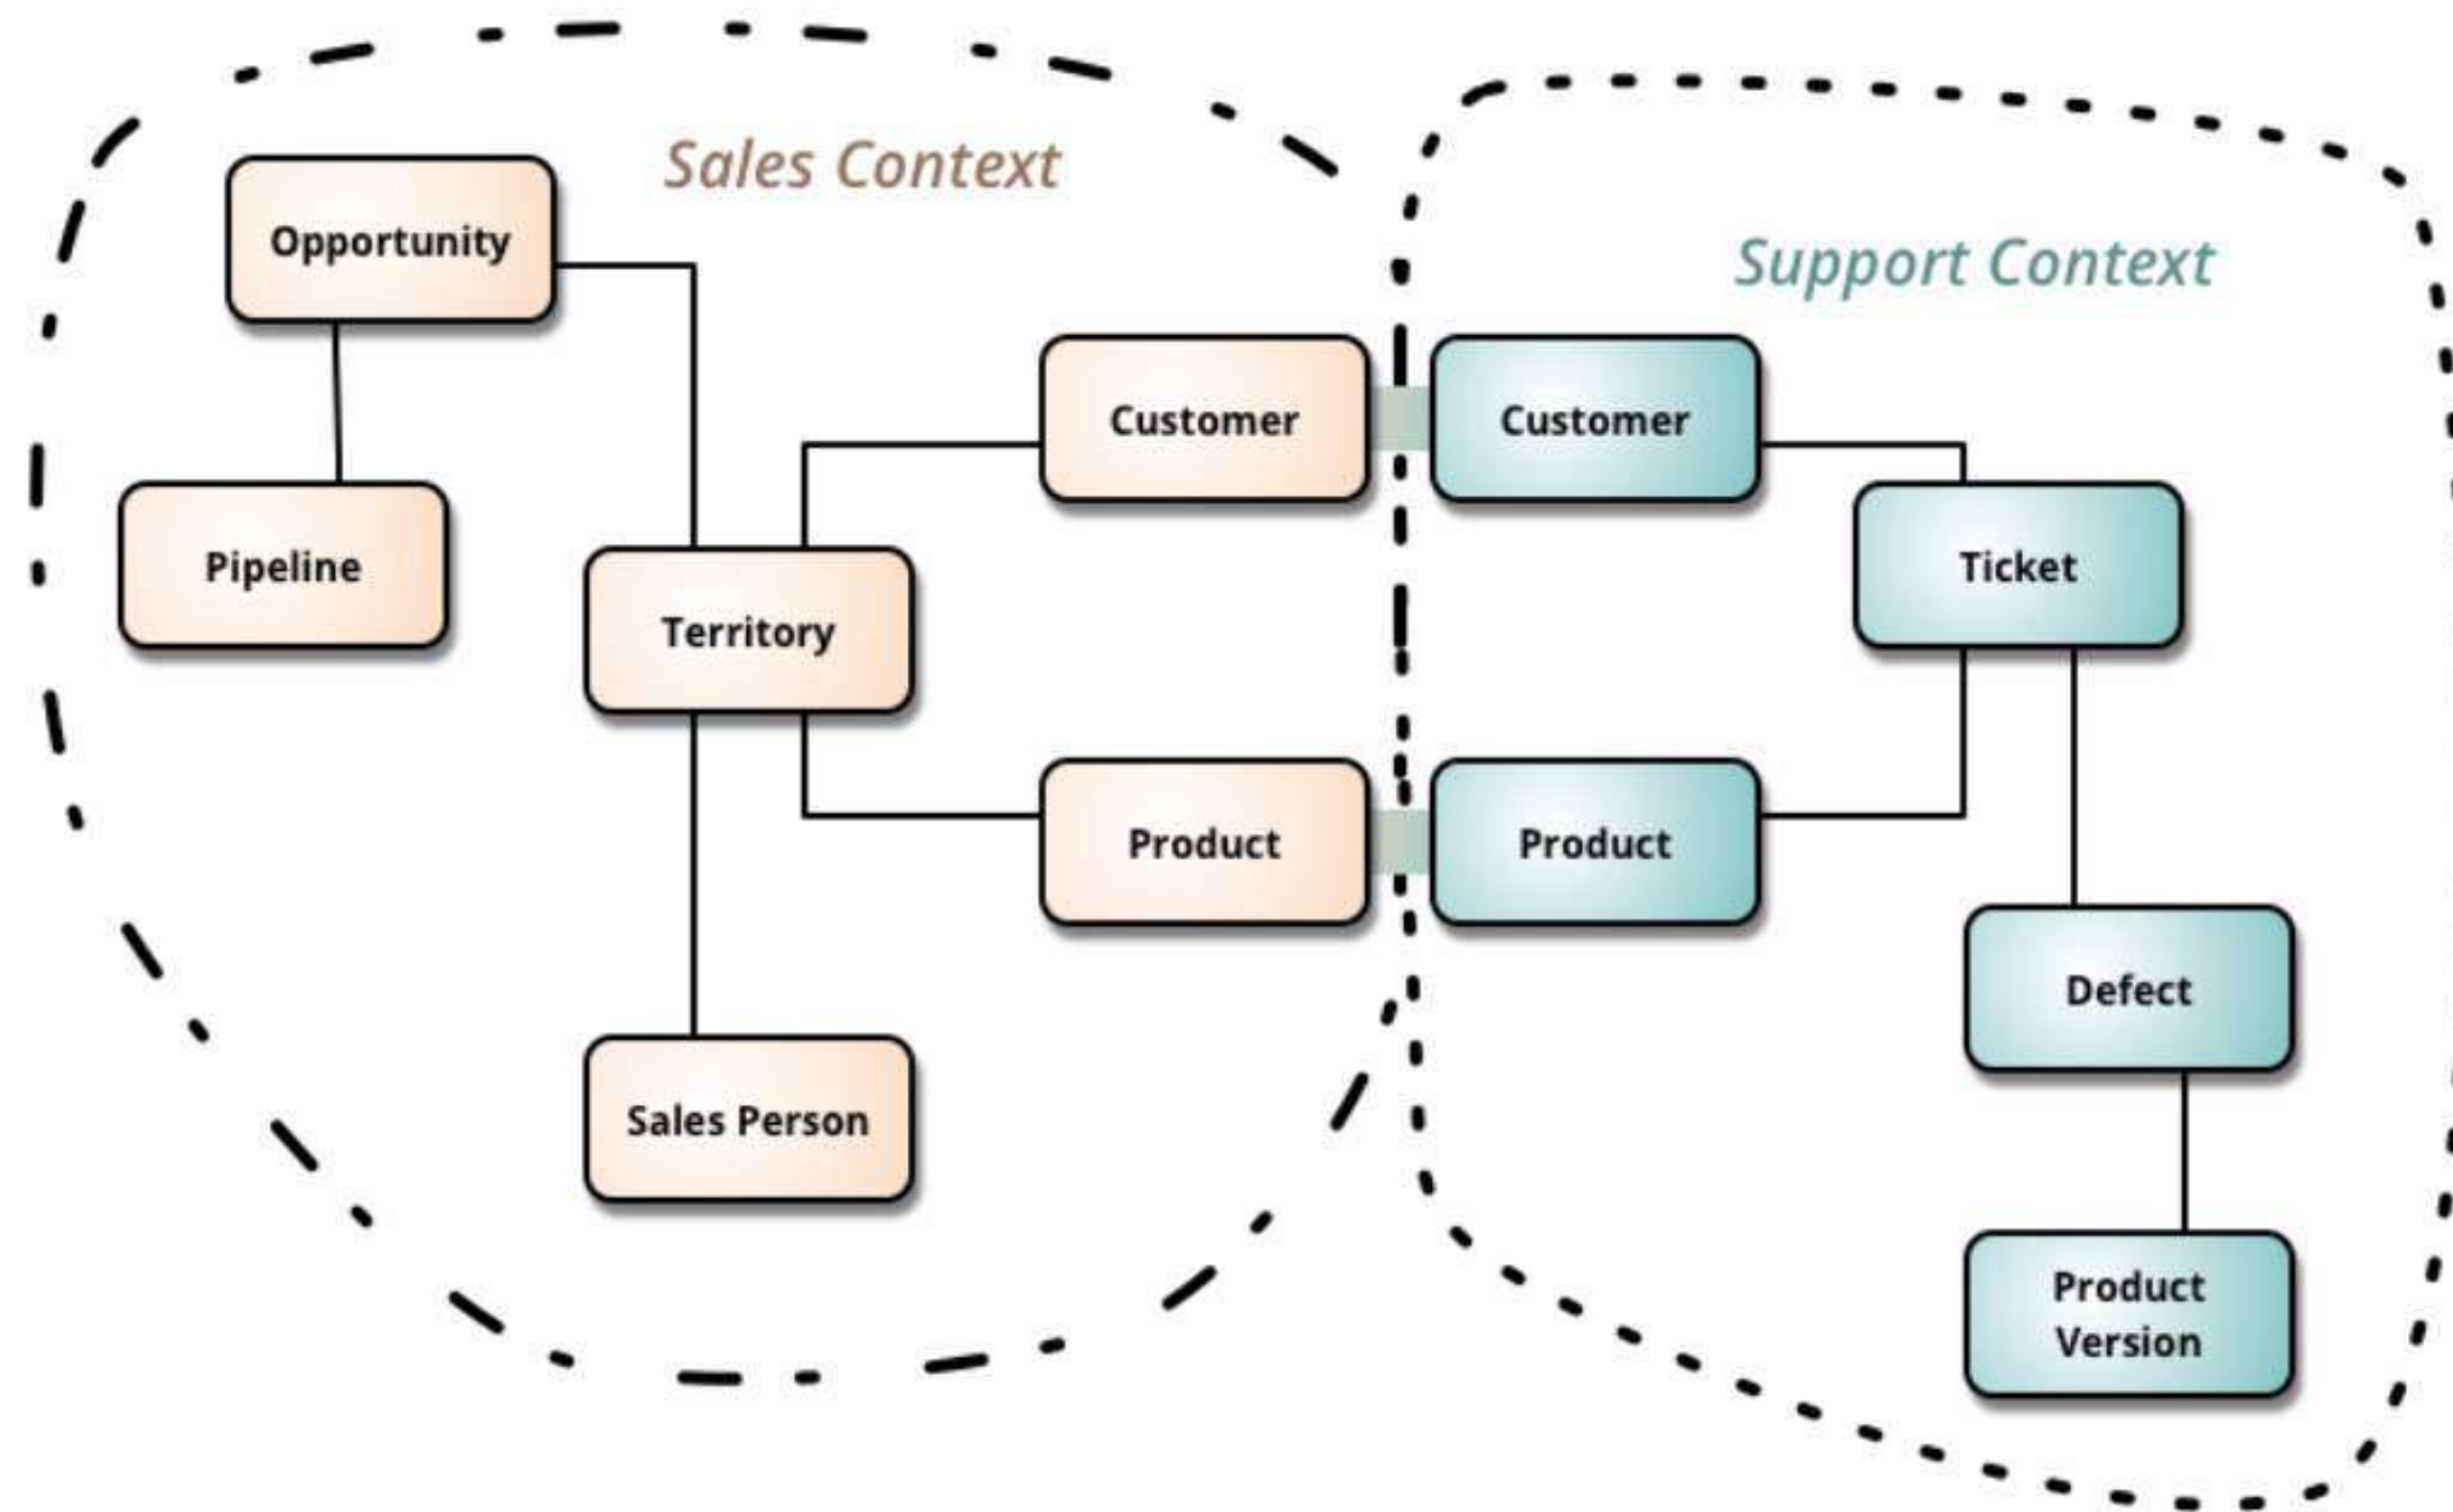 Sales Context
Opportunity
Support Context
Customer
Customer
Pipeline
Ticket
Territory
Product
Product
Defect
Sales Person
Product
Version